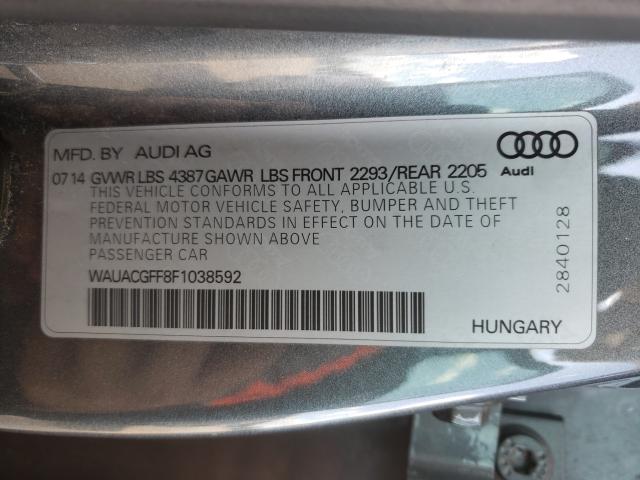 MFD. BY AUDI AG
Audi
07 14 GVWR LBS 4387 GAWR LBS FRONT 2293/REAR 2205
THIS VEHICLE CONFORMS TO ALL APPLICABLE U.S.
FEDERAL MOTOR VEHICLE SAFETY, BUMPER AND THEFT
PREVENTION STANDARDS IN EFFECT ON THE DATE OF
MANUFACTURE SHOWN ABOVE
PASSENGER CAR
WAUACGFF8F1038592
2840128
HUNGARY